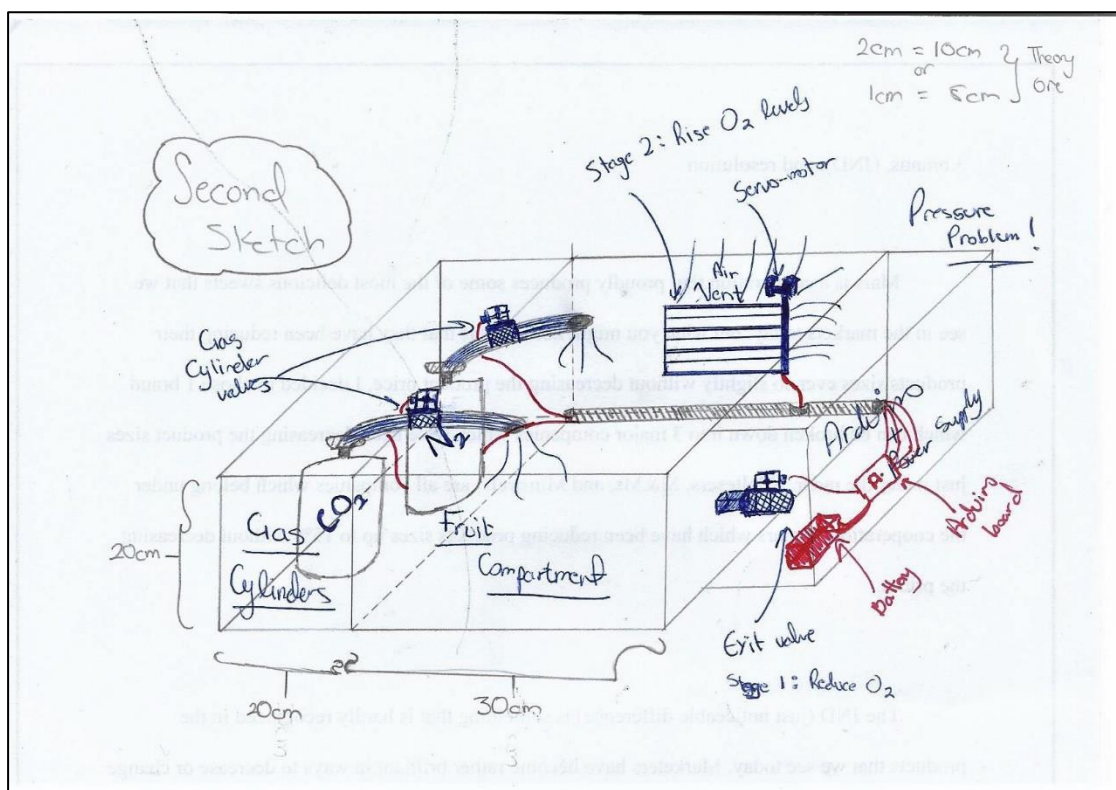 2cm = 10cm
or
1cm = 5cm
Theory
One
Second
Sketch
Stage 2: Rise O2 levels
Servo-motor
Pressure
Problem!
Air
Vent
Gas
Cylinder
valves
N2
CO2
Gas
Cylinders
Fruit
Compartment
Arduino
+
Power Supply
A.
Arduino
board
Battery
Exit valve
Stage 1: Reduce O2
20cm
20cm
30cm